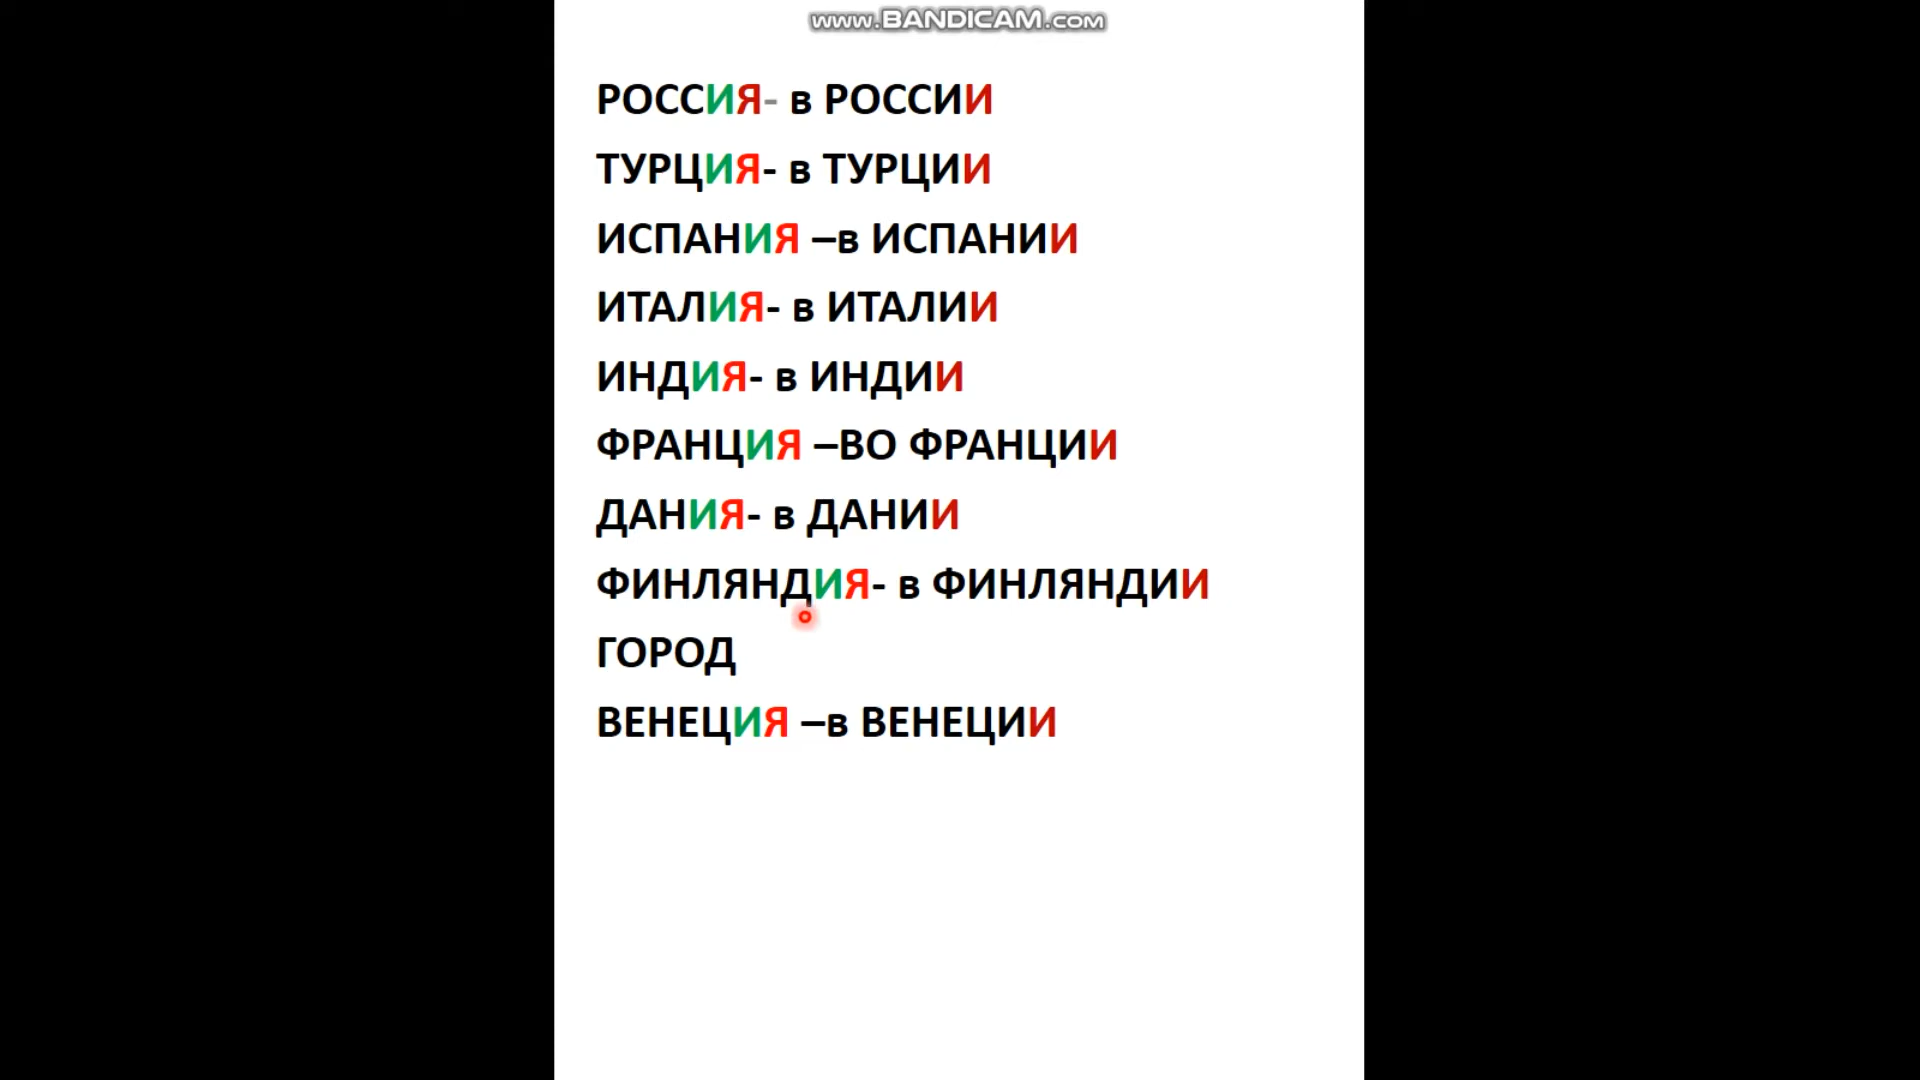 www.BANDICAM.com
РОССИЯ- в РОССИИ
ТУРЦИЯ- в ТУРЦИИ
ИСПАНИЯ –в ИСПАНИИ
ИТАЛИЯ- в ИТАЛИИ
ИНДИЯ- в ИНДИИ
ФРАНЦИЯ –ВО ФРАНЦИИ
ДАНИЯ- в ДАНИИ
ФИНЛЯНДИЯ- в ФИНЛЯНДИИ
ГОРОД
ВЕНЕЦИЯ –в ВЕНЕЦИИ